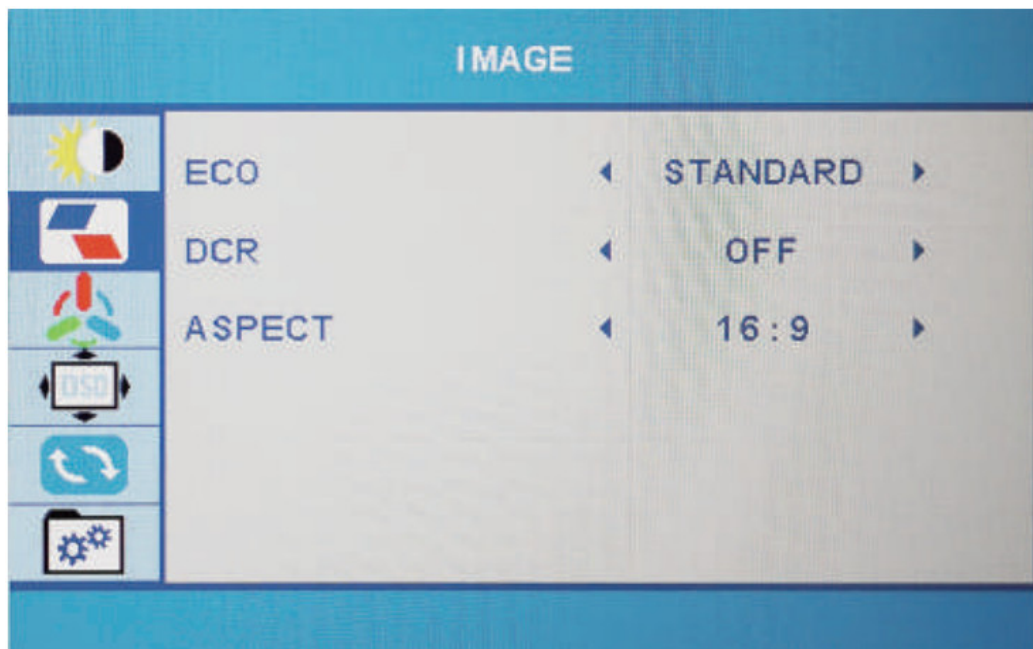 IMAGE
ECO STANDARD
DCR OFF
ASPECT 16:9
OSD